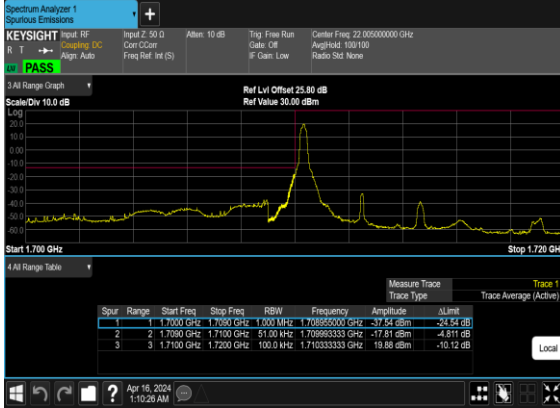 Spectrum Analyzer 1
Spurious Emissions
+
KEYSIGHT
R T
LXI
PASS
Input: RF
Coupling: DC
Align: Auto
Input Z: 50 Ω
Corr CCorr
Freq Ref: Int (S)
Atten: 10 dB
Trig: Free Run
Gate: Off
IF Gain: Low
Center Freq: 22.005000000 GHz
Avg|Hold: 100/100
Radio Std: None
3 All Range Graph
Scale/Div 10.0 dB
Ref Lvl Offset 25.80 dB
Ref Value 30.00 dBm
Log
20.0
10.0
0.00
-10.0
-20.0
-30.0
-40.0
-50.0
-60.0
Start 1.700 GHz
Stop 1.720 GH
4 All Range Table
Measure Trace Trace 1
Trace Type Trace Average (Active)
Spur Range Start Freq Stop Freq RBW Frequency Amplitude ΔLimit
1 1 1.7000 GHz 1.7090 GHz 1.000 MHz 1.708955000 GHz -37.54 dBm -24.54 dB
2 2 1.7090 GHz 1.7100 GHz 51.00 kHz 1.709993333 GHz -17.81 dBm -4.811 dB
3 3 1.7100 GHz 1.7200 GHz 100.0 kHz 1.710333333 GHz 19.88 dBm -10.12 dB
Local
?
Apr 16, 2024
1:10:26 AM